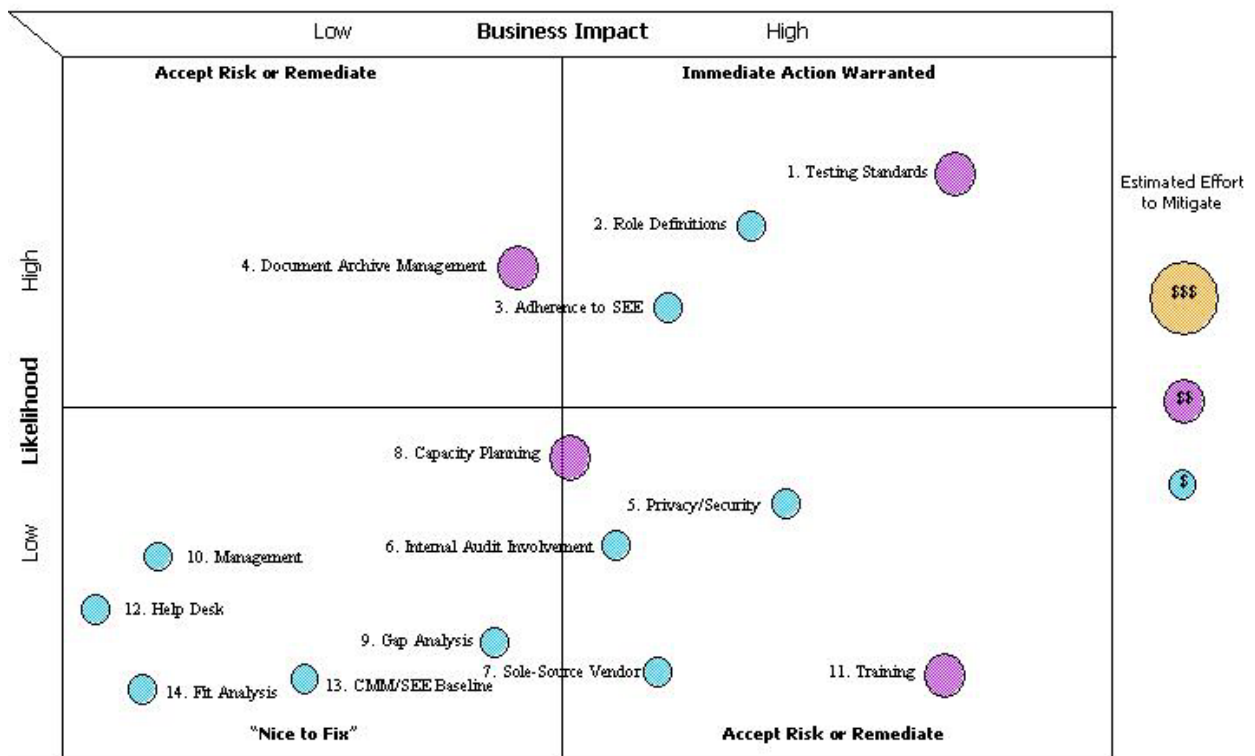 Low Business Impact High
Accept Risk or Remediate
Immediate Action Warranted
1. Testing Standards
Estimated Effort
to Mitigate
2. Role Definitions
High
4. Document Archive Management
3. Adherence to SEE
$$$
Likelihood
$$
8. Capacity Planning
$
5. Privacy/Security
Low
6. Internal Audit Involvement
10. Management
12. Help Desk
9. Gap Analysis
7. Sole-Source Vendor
11. Training
13. CMM/SEE Baseline
14. Fit Analysis
"Nice to Fix"
Accept Risk or Remediate